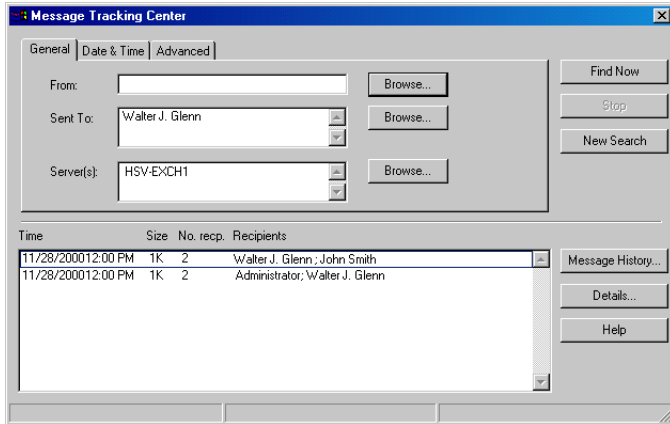 Message Tracking Center
General Date & Time Advanced
From: Browse...
Sent To: Walter J. Glenn Browse...
Server(s): HSV-EXCH1 Browse...
Find Now
Stop
New Search
Time Size No. recp. Recipients
11/28/200012:00 PM 1K 2 Walter J. Glenn ; John Smith
11/28/200012:00 PM 1K 2 Administrator; Walter J. Glenn
Message History...
Details...
Help